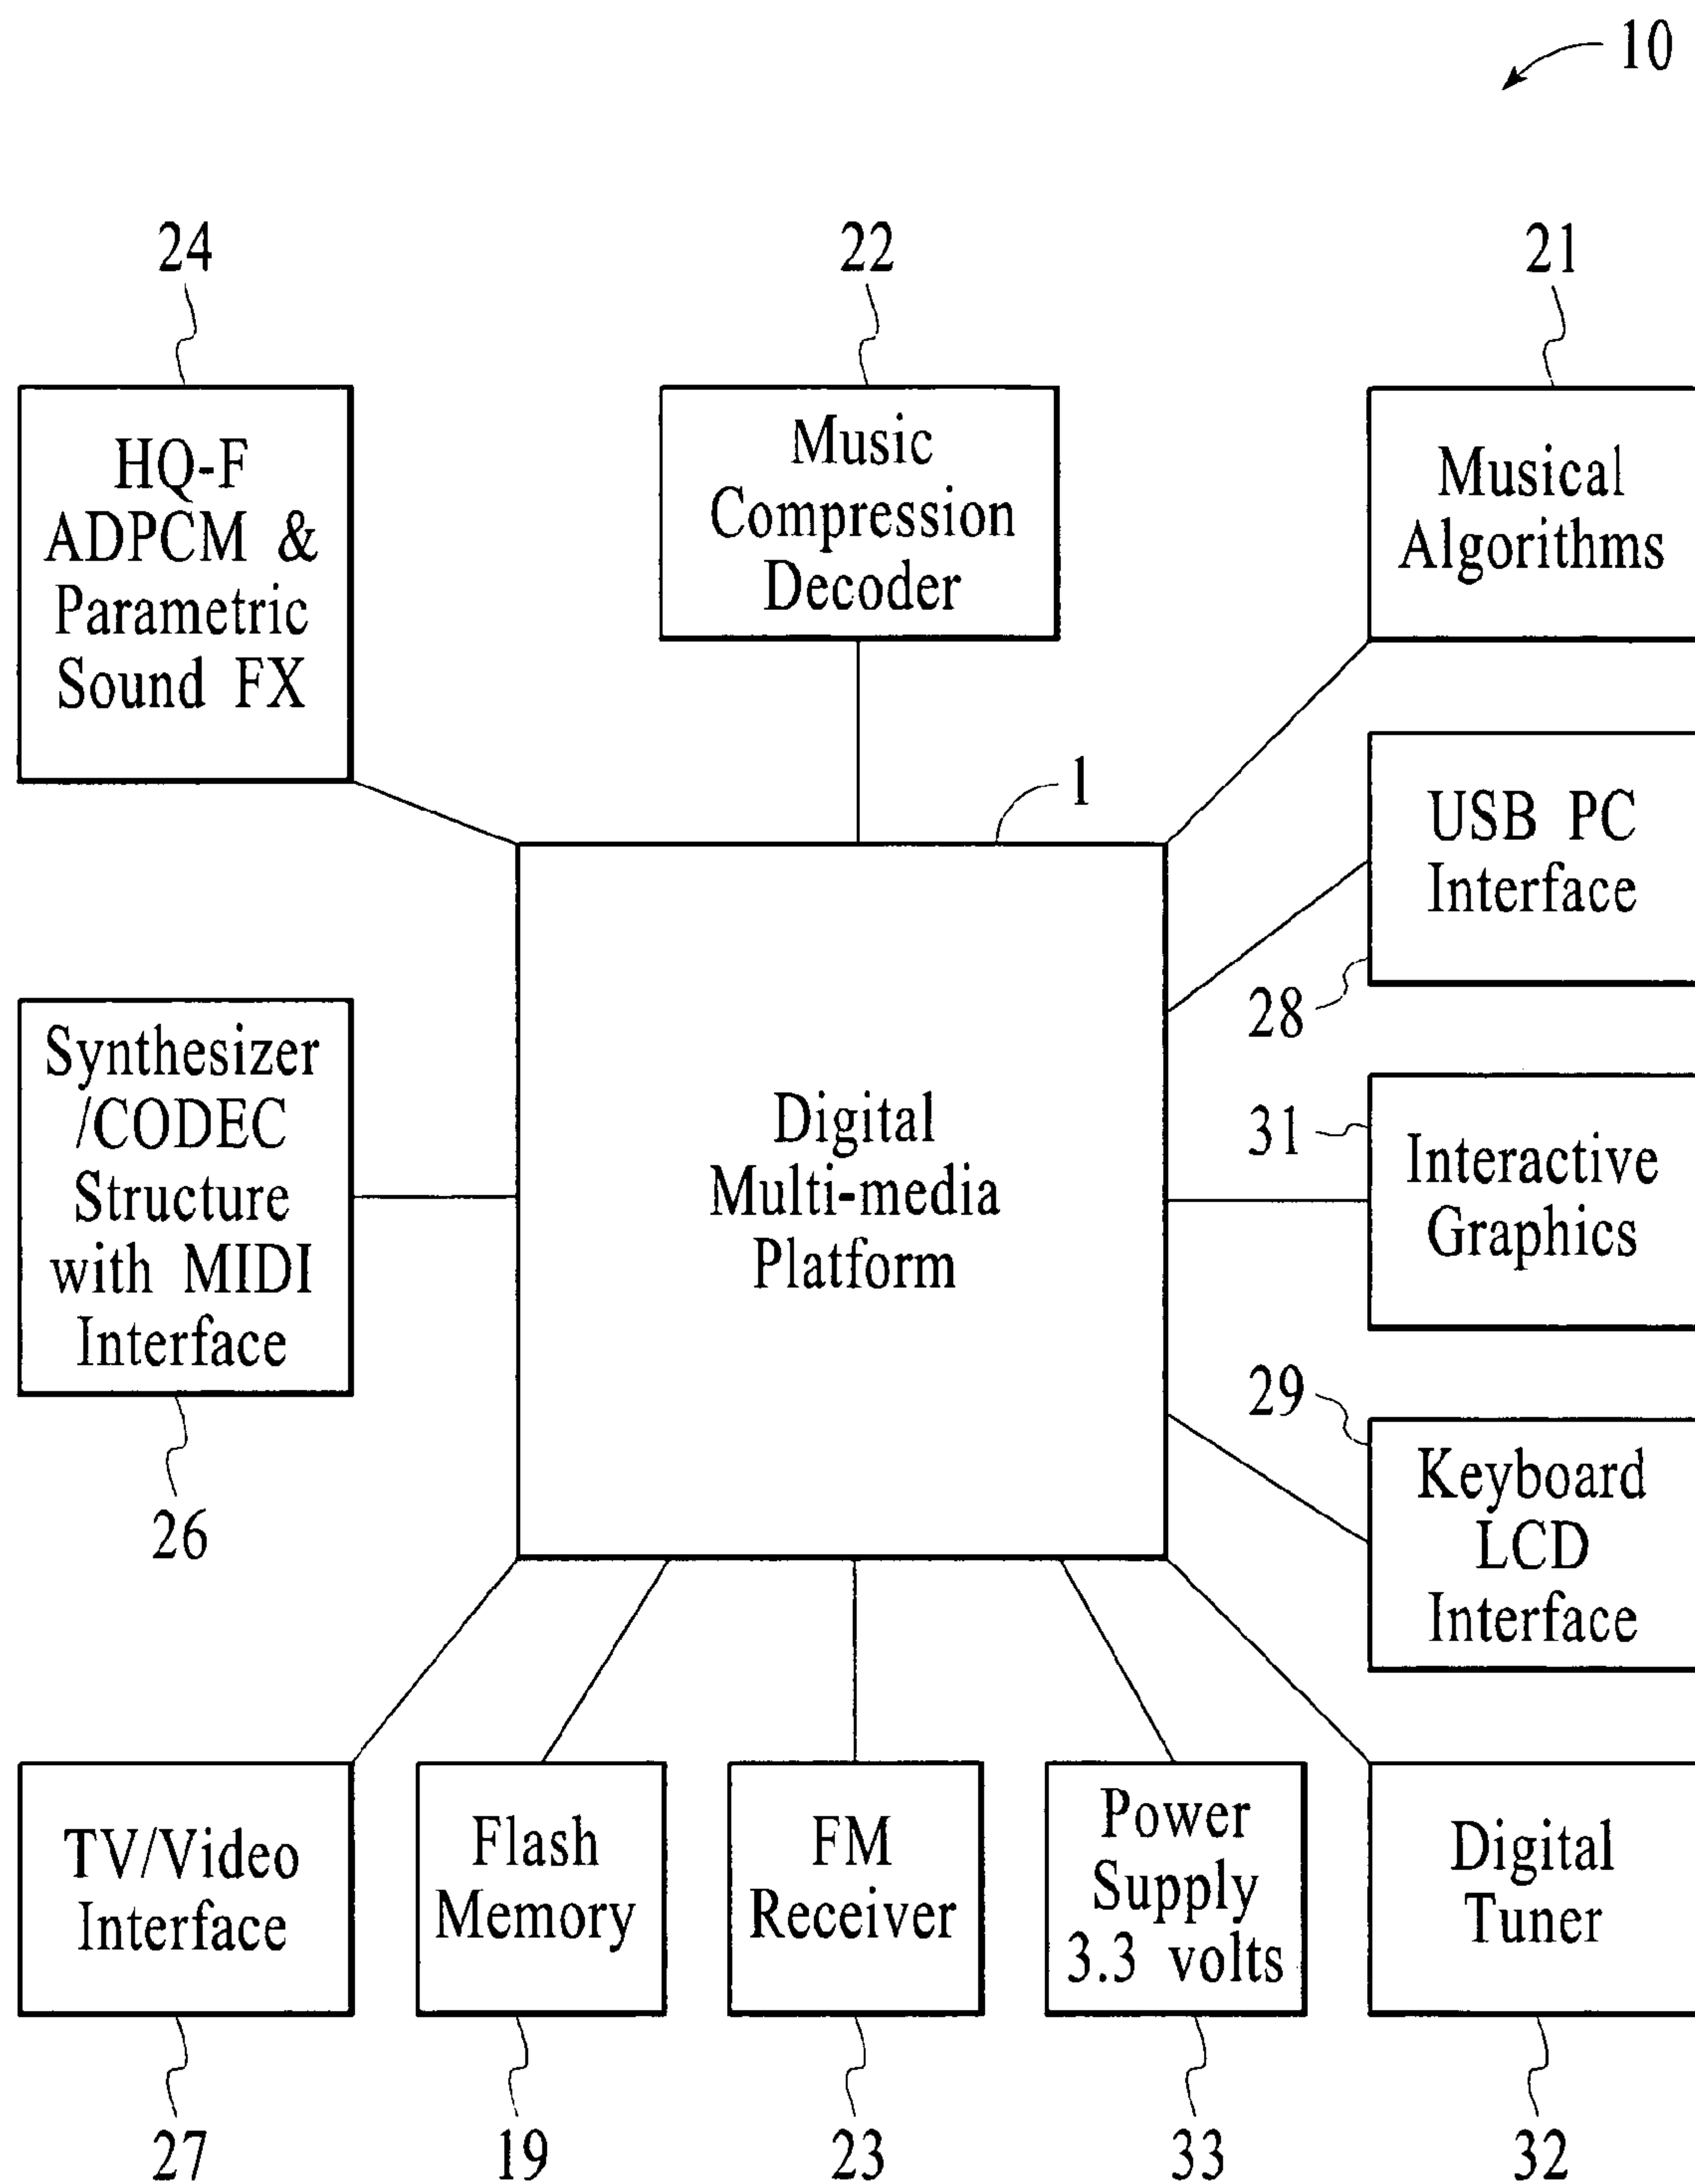 10
24
22
21
HQ-F
ADPCM &
Parametric
Sound FX
Music
Compression
Decoder
Musical
Algorithms
1
USB PC
Interface
28
Synthesizer
/CODEC
Structure
with MIDI
Interface
26
Digital
Multi-media
Platform
31
Interactive
Graphics
29
Keyboard
LCD
Interface
TV/Video
Interface
Flash
Memory
FM
Receiver
Power
Supply
3.3 volts
Digital
Tuner
27
19
23
33
32